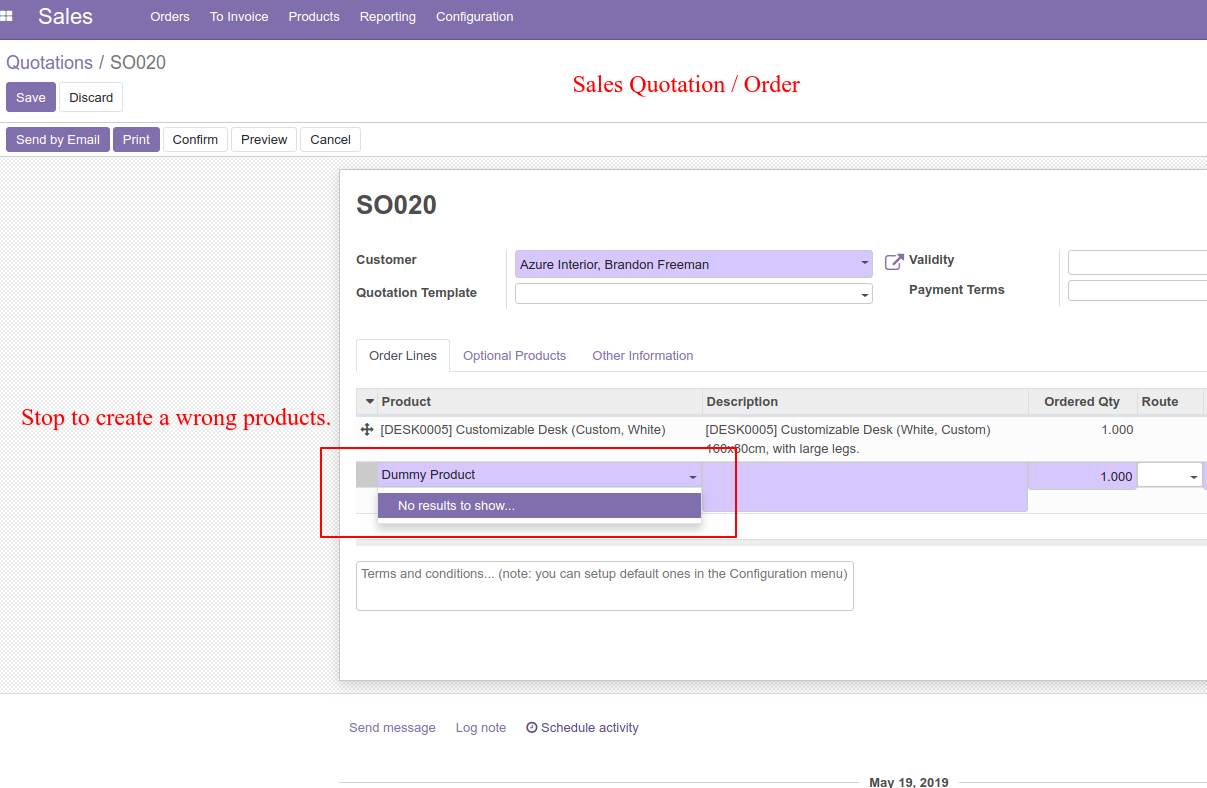 Sales Orders To Invoice Products Reporting Configuration
Quotations / SO020
Sales Quotation / Order
Save Discard
Send by Email Print Confirm Preview Cancel
SO020
Customer Azure Interior, Brandon Freeman Validity
Quotation Template Payment Terms
Order Lines Optional Products Other Information
Product Description Ordered Qty Route
Stop to create a wrong products.
[DESK0005] Customizable Desk (Custom, White) [DESK0005] Customizable Desk (White, Custom) 1.000
160x80cm, with large legs.
Dummy Product 1.000
No results to show...
Terms and conditions... (note: you can setup default ones in the Configuration menu)
Send message Log note Schedule activity
May 19, 2019